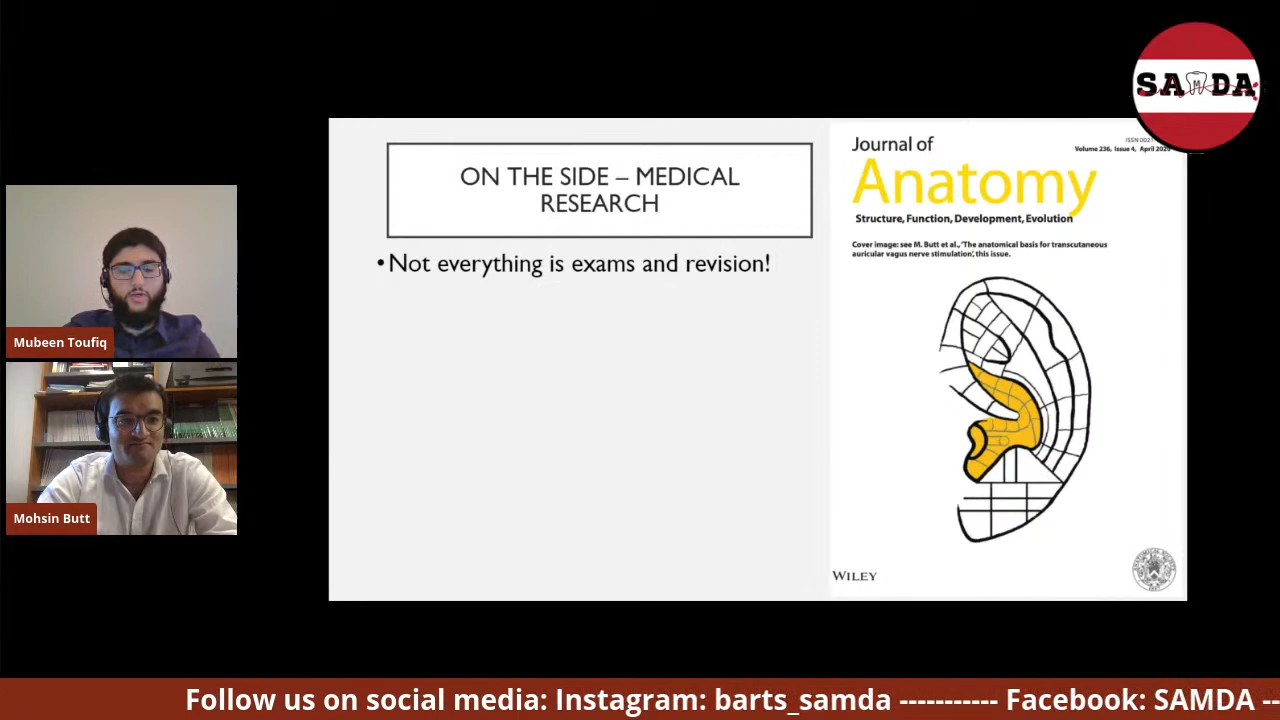 SAMDA
M
ON THE SIDE – MEDICAL
RESEARCH
•Not everything is exams and revision!
Journal of
Volume 236, Issue 4, April 2020
Anatomy
Structure, Function, Development, Evolution
Cover image: see M. Butt et al., 'The anatomical basis for transcutaneous
auricular vagus nerve stimulation', this issue.
WILEY
Mubeen Toufiq
Mohsin Butt
Follow us on social media: Instagram: barts_samda ----------- Facebook: SAMDA --